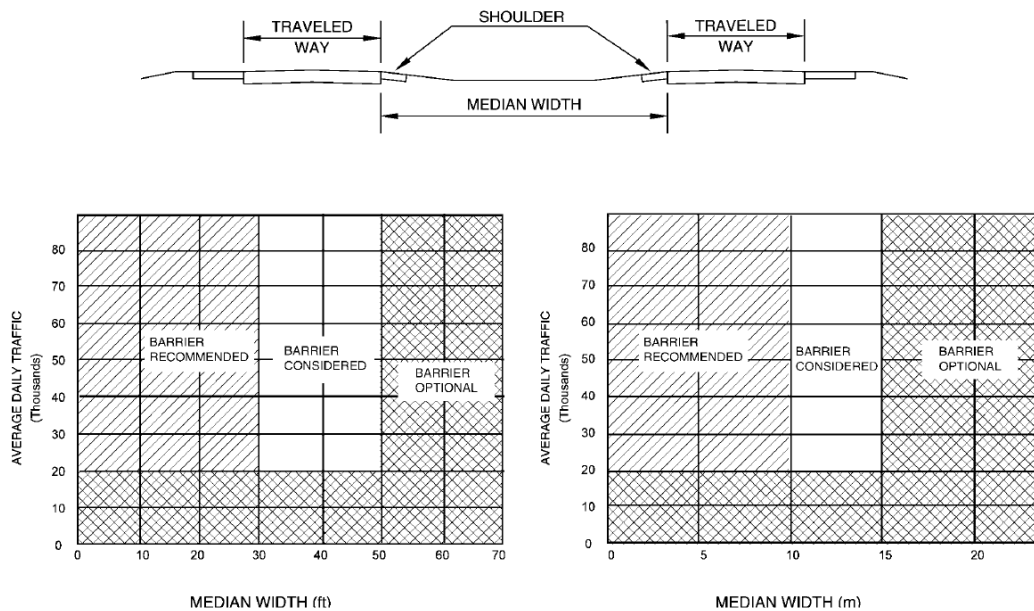 SHOULDER
TRAVELED
WAY
TRAVELED
WAY
MEDIAN WIDTH
AVERAGE DAILY TRAFFIC
(Thousands)
80
70
60
50
40
30
20
10
0
BARRIER
RECOMMENDED
BARRIER
CONSIDERED
BARRIER
OPTIONAL
0
10
20
30
40
50
60
70
MEDIAN WIDTH (ft)
AVERAGE DAILY TRAFFIC
(Thousands)
80
70
60
50
40
30
20
10
0
BARRIER
RECOMMENDED
BARRIER
CONSIDERED
BARRIER
OPTIONAL
0
5
10
15
20
MEDIAN WIDTH (m)